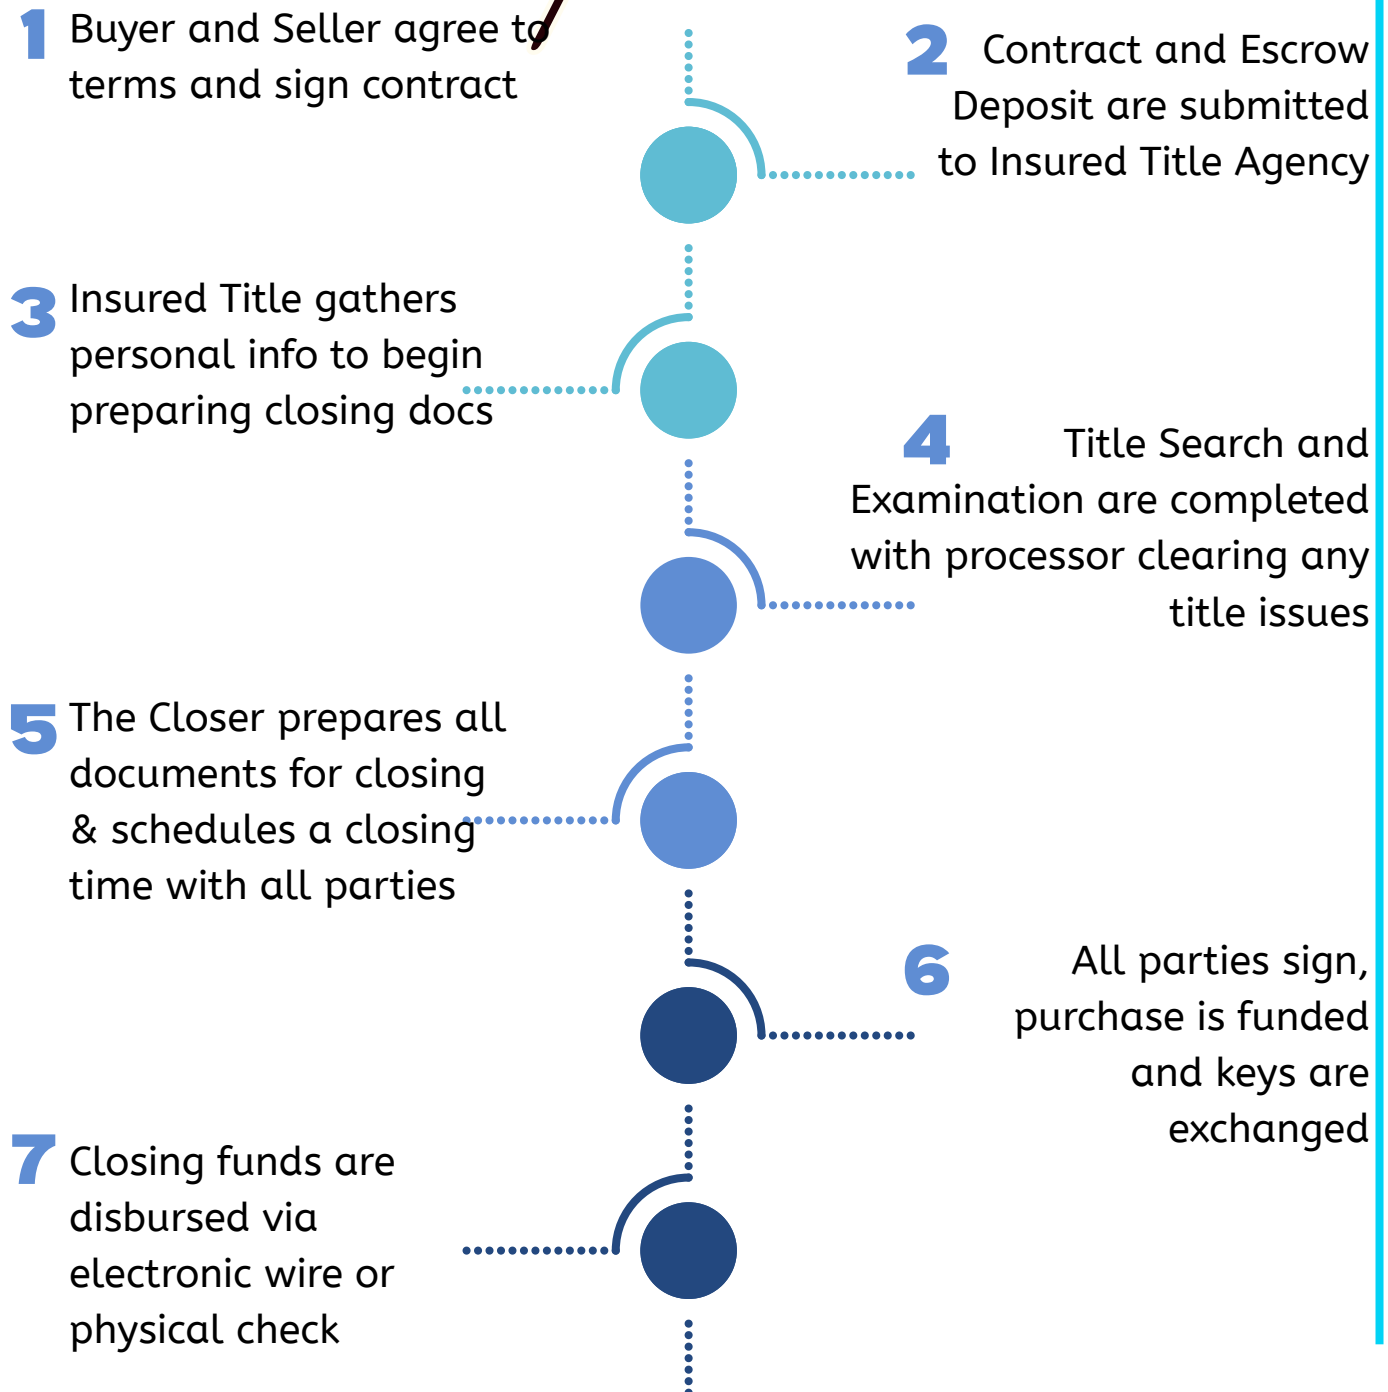 1 Buyer and Seller agree to
terms and sign contract
2 Contract and Escrow
Deposit are submitted
to Insured Title Agency
3 Insured Title gathers
personal info to begin
preparing closing docs
4 Title Search and
Examination are completed
with processor clearing any
title issues
5 The Closer prepares all
documents for closing
& schedules a closing
time with all parties
6 All parties sign,
purchase is funded
and keys are
exchanged
7 Closing funds are
disbursed via
electronic wire or
physical check